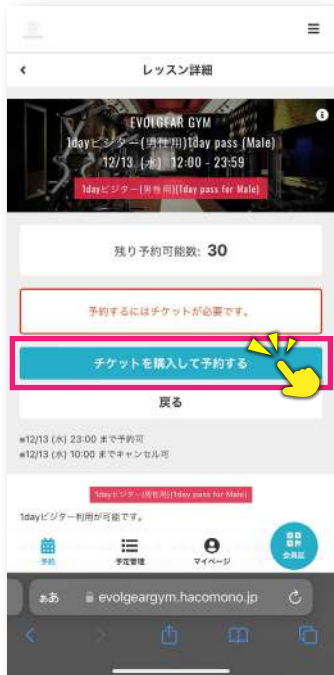 レッスン詳細
EVOLGEAR GYM
1dayビジター(男性用)1day pass (Male)
12/13 (水) 12:00 - 23:59
1dayビジター(男性用)(1day pass for Male)
残り予約可能数: 30
予約するにはチケットが必要です。
チケットを購入して予約する
戻る
※12/13 (水) 23:00 まで予約可
※12/13 (水) 10:00 までキャンセル可
1dayビジター(男性用)(1day pass for Male)
1dayビジター利用が可能です。
予約
予定管理
マイページ
会員証
ぁあ
evolgeargym.hacomono.jp